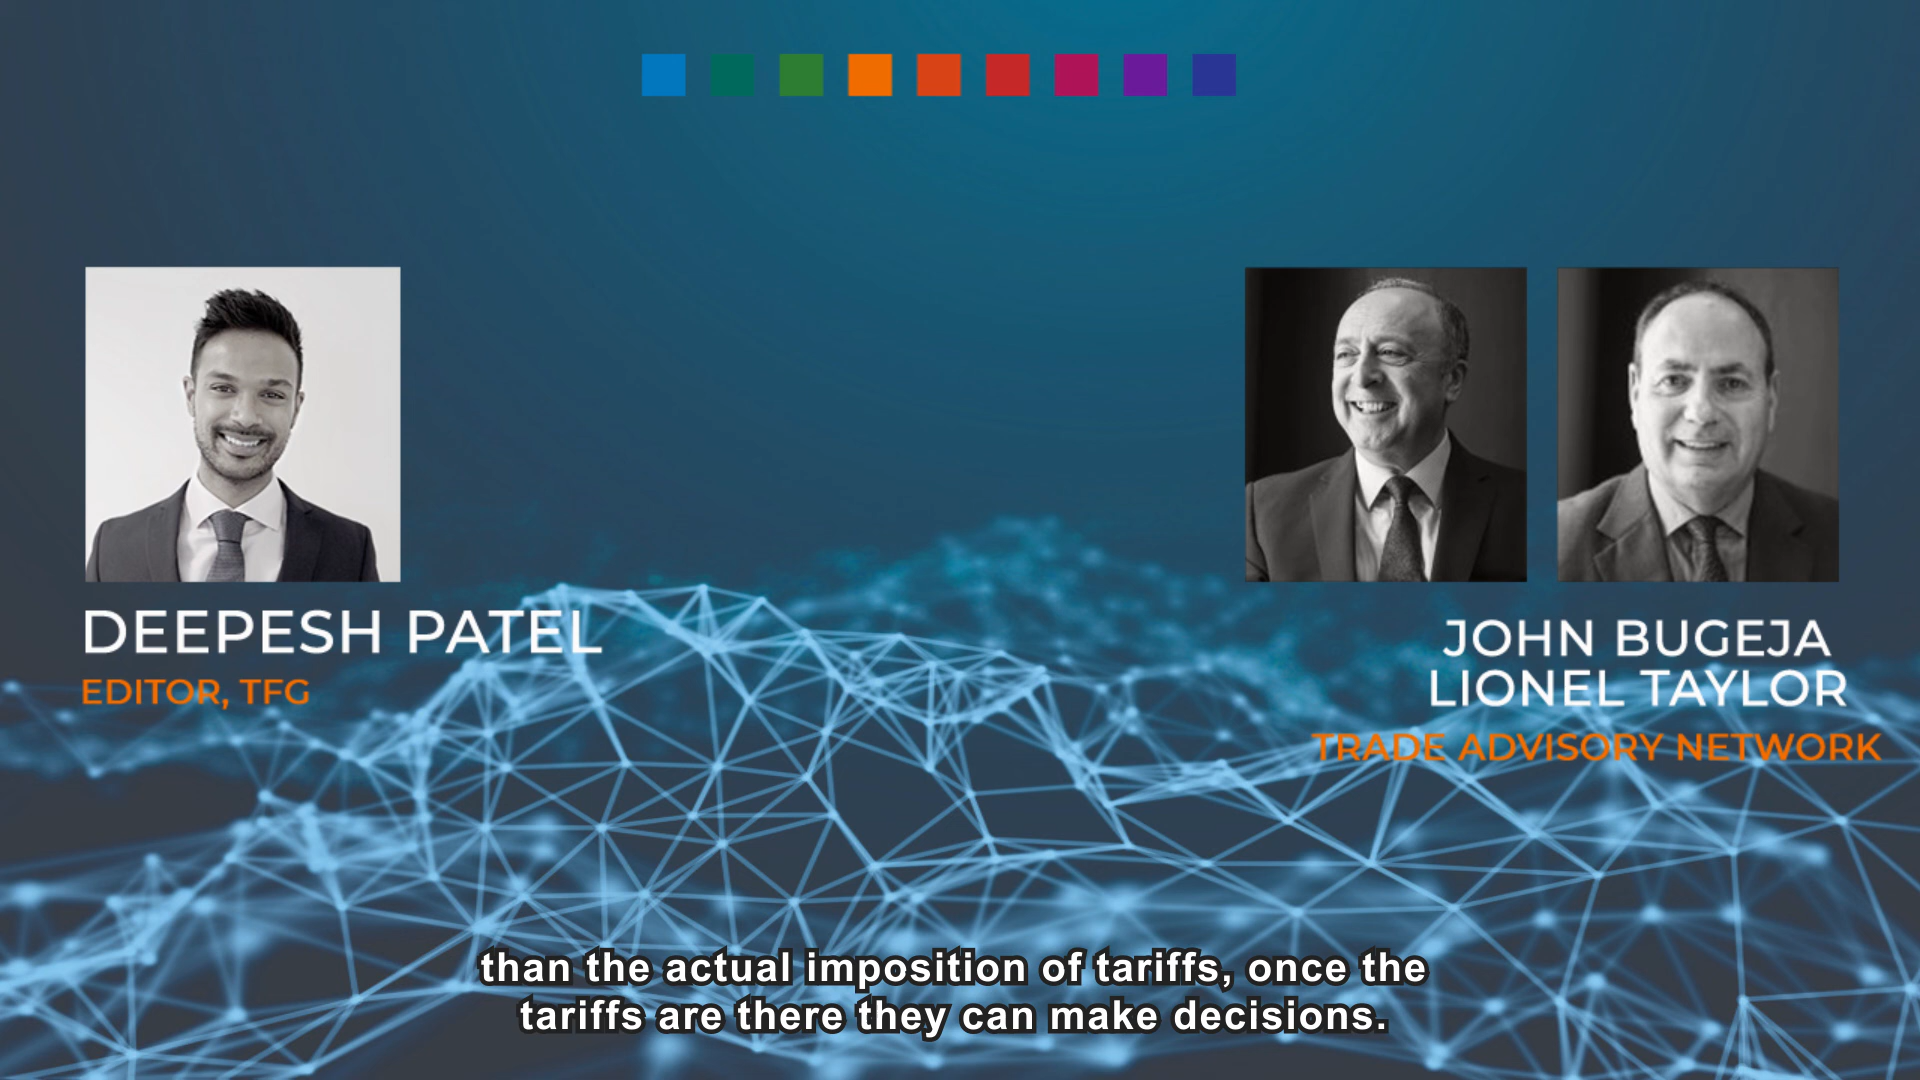 DEEPESH PATEL
EDITOR, TFG
JOHN BUGEJA
LIONEL TAYLOR
TRADE ADVISORY NETWORK
than the actual imposition of tariffs, once the
tariffs are there they can make decisions.